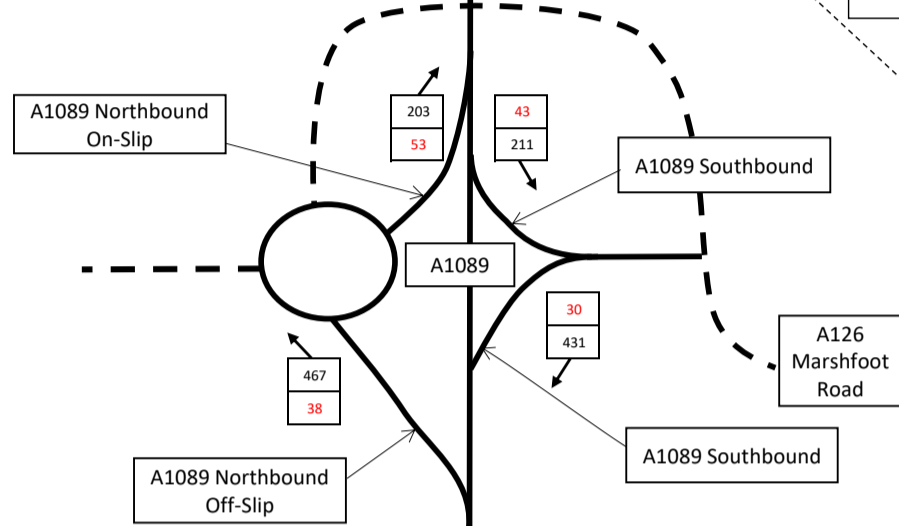 A1089 Northbound
On-Slip
203
53
43
211
A1089 Southbound
A1089
30
431
467
38
A126
Marshfoot
Road
A1089 Southbound
A1089 Northbound
Off-Slip